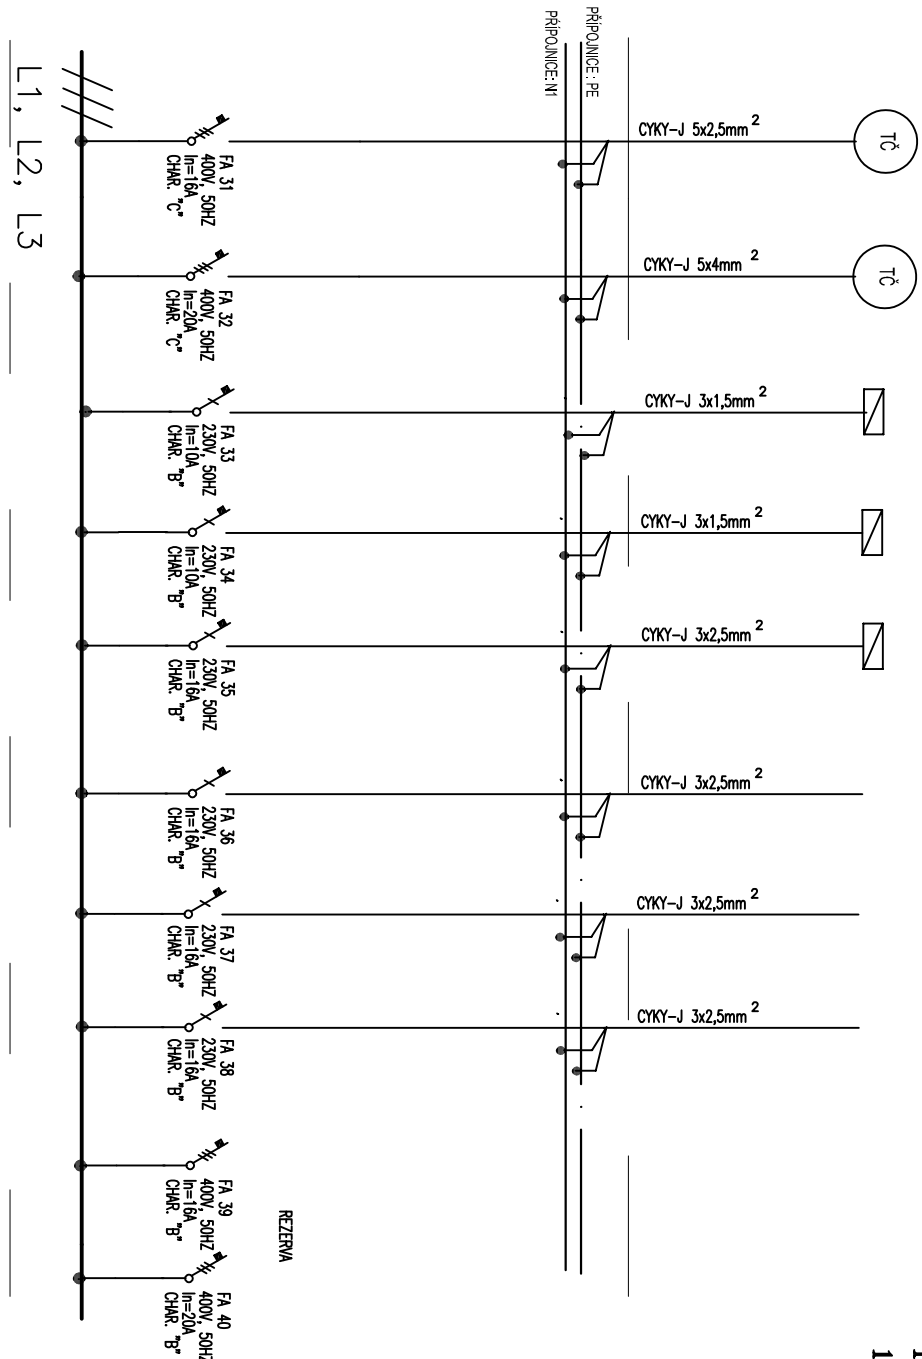 L1, L2, L3
PŘÍPOJNICE: N1
PŘÍPOJNICE : PE
FA 31
400V, 50HZ
In=16A
CHAR. "C"
CYKY-J 5x2,5mm 2
TČ
FA 32
400V, 50HZ
In=20A
CHAR. "C"
CYKY-J 5x4mm 2
TČ
FA 33
230V, 50HZ
In=10A
CHAR. "B"
CYKY-J 3x1,5mm 2
FA 34
230V, 50HZ
In=10A
CHAR. "B"
CYKY-J 3x1,5mm 2
FA 35
230V, 50HZ
In=16A
CHAR. "B"
CYKY-J 3x2,5mm 2
FA 36
230V, 50HZ
In=16A
CHAR. "B"
CYKY-J 3x2,5mm 2
FA 37
230V, 50HZ
In=16A
CHAR. "B"
CYKY-J 3x2,5mm 2
FA 38
230V, 50HZ
In=16A
CHAR. "B"
CYKY-J 3x2,5mm 2
FA 39
400V, 50HZ
In=16A
CHAR. "B"
REZERVA
FA 40
400V, 50HZ
In=20A
CHAR. "B"
1